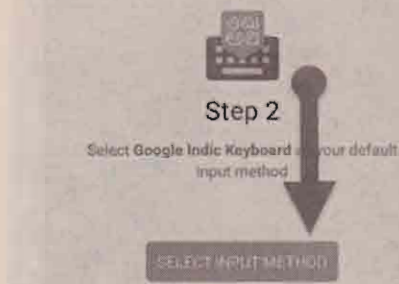 Step 2
Select Google Indic Keyboard your default
input method
SELECT INPUT METHOD